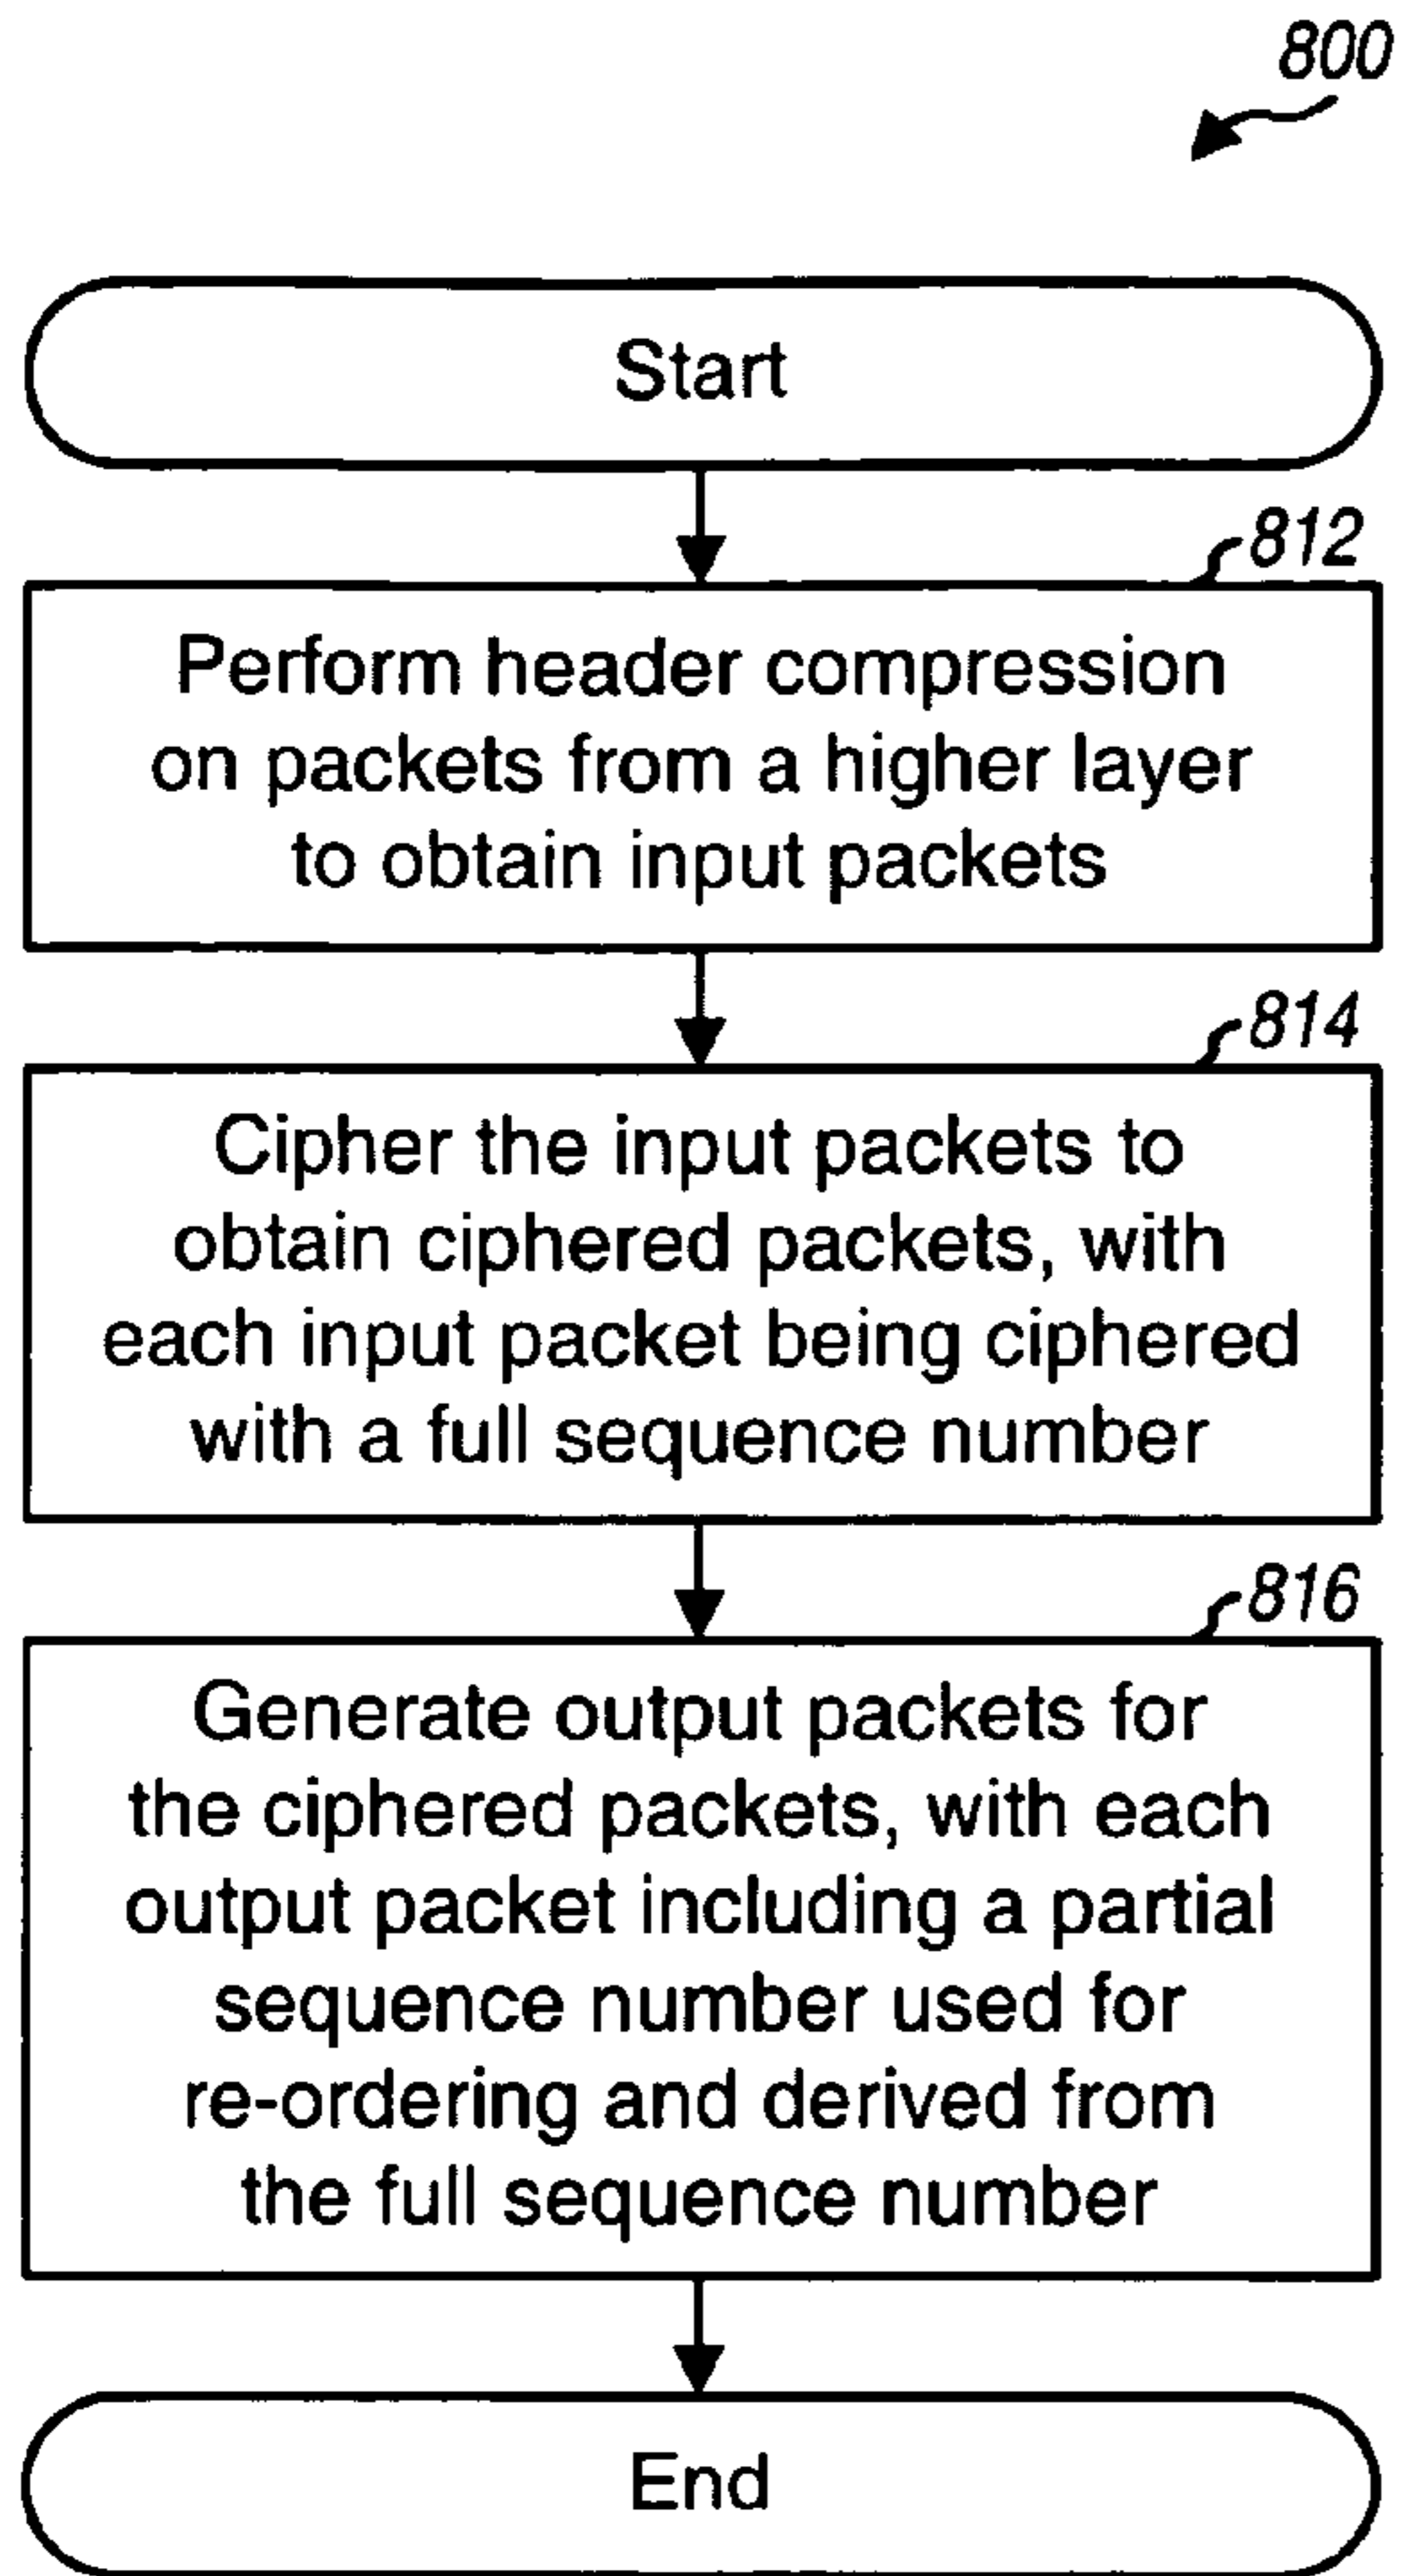 800
Start
812
Perform header compression
on packets from a higher layer
to obtain input packets
814
Cipher the input packets to
obtain ciphered packets, with
each input packet being ciphered
with a full sequence number
816
Generate output packets for
the ciphered packets, with each
output packet including a partial
sequence number used for
re-ordering and derived from
the full sequence number
End